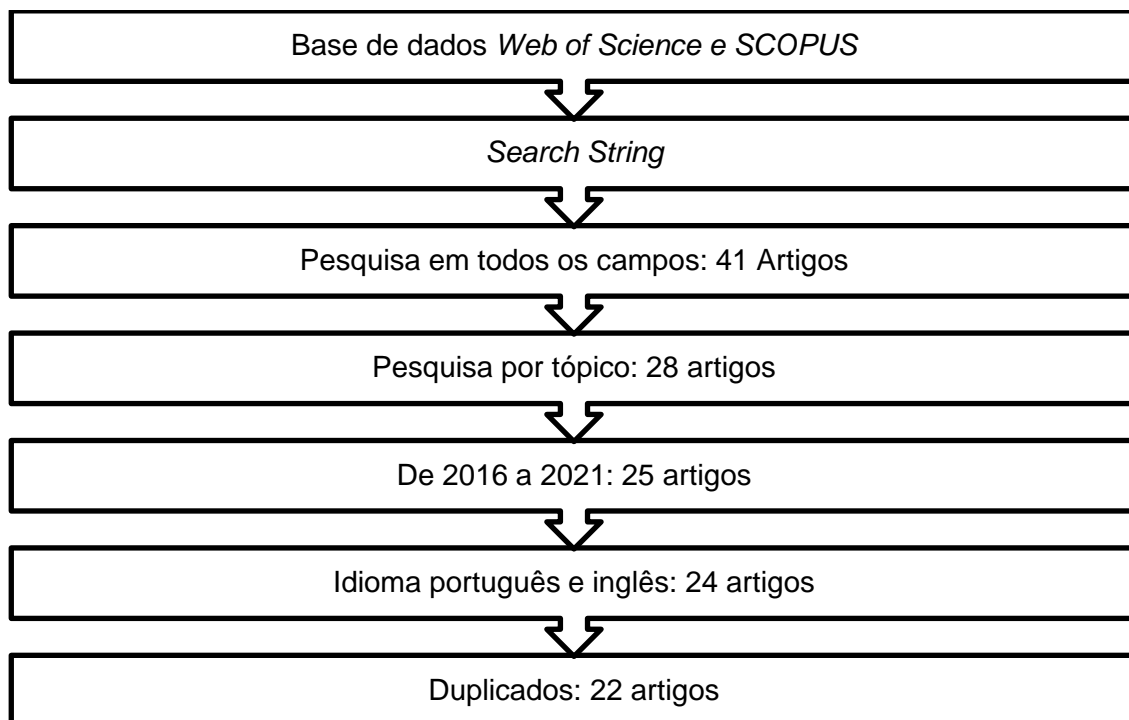 Base de dados Web of Science e SCOPUS
Search String
Pesquisa em todos os campos: 41 Artigos
Pesquisa por tópico: 28 artigos
De 2016 a 2021: 25 artigos
Idioma português e inglês: 24 artigos
Duplicados: 22 artigos